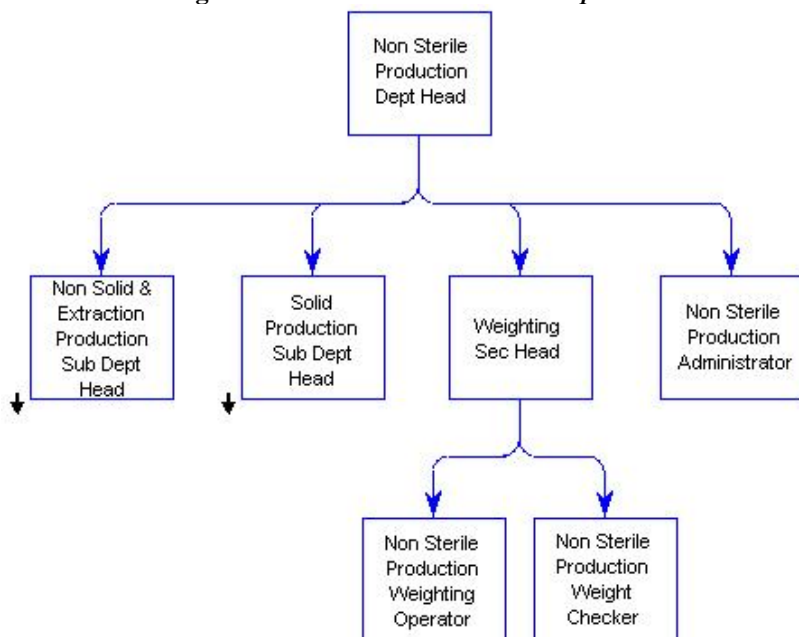 Non Sterile
Production
Dept Head
Non Solid &
Extraction
Production
Sub Dept
Head
Solid
Production
Sub Dept
Head
Weighting
Sec Head
Non Sterile
Production
Administrator
Non Sterile
Production
Weighting
Operator
Non Sterile
Production
Weight
Checker